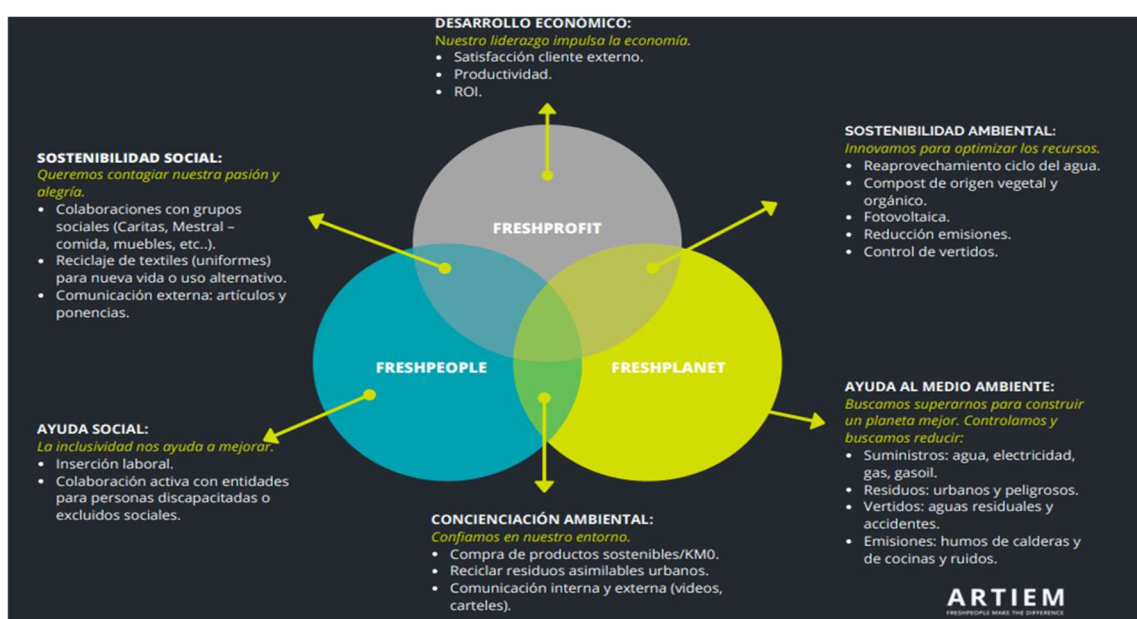 DESARROLLO ECONÓMICO:
Nuestro liderazgo impulsa la economía.
• Satisfacción cliente externo.
• Productividad.
• ROI.
SOSTENIBILIDAD SOCIAL:
Queremos contagiar nuestra pasión y
alegría.
• Colaboraciones con grupos
sociales (Caritas, Mestral –
comida, muebles, etc..).
• Reciclaje de textiles (uniformes)
para nueva vida o uso alternativo.
• Comunicación externa: artículos y
ponencias.
SOSTENIBILIDAD AMBIENTAL:
Innovamos para optimizar los recursos.
• Reaprovechamiento ciclo del agua.
• Compost de origen vegetal y
orgánico.
• Fotovoltaica.
• Reducción emisiones.
• Control de vertidos.
FRESHPROFIT
FRESHPEOPLE
FRESHPLANET
AYUDA SOCIAL:
La inclusividad nos ayuda a mejorar.
• Inserción laboral.
• Colaboración activa con entidades
para personas discapacitadas o
excluidos sociales.
AYUDA AL MEDIO AMBIENTE:
Buscamos superarnos para construir
un planeta mejor. Controlamos y
buscamos reducir:
• Suministros: agua, electricidad,
gas, gasoil.
• Residuos: urbanos y peligrosos.
• Vertidos: aguas residuales y
accidentes.
• Emisiones: humos de calderas y
de cocinas y ruidos.
CONCIENCIACIÓN AMBIENTAL:
Confiamos en nuestro entorno.
• Compra de productos sostenibles/KM0.
• Reciclar residuos asimilables urbanos.
• Comunicación interna y externa (videos,
carteles).
ARTIEM
FRESHPEOPLE MAKE THE DIFFERENCE